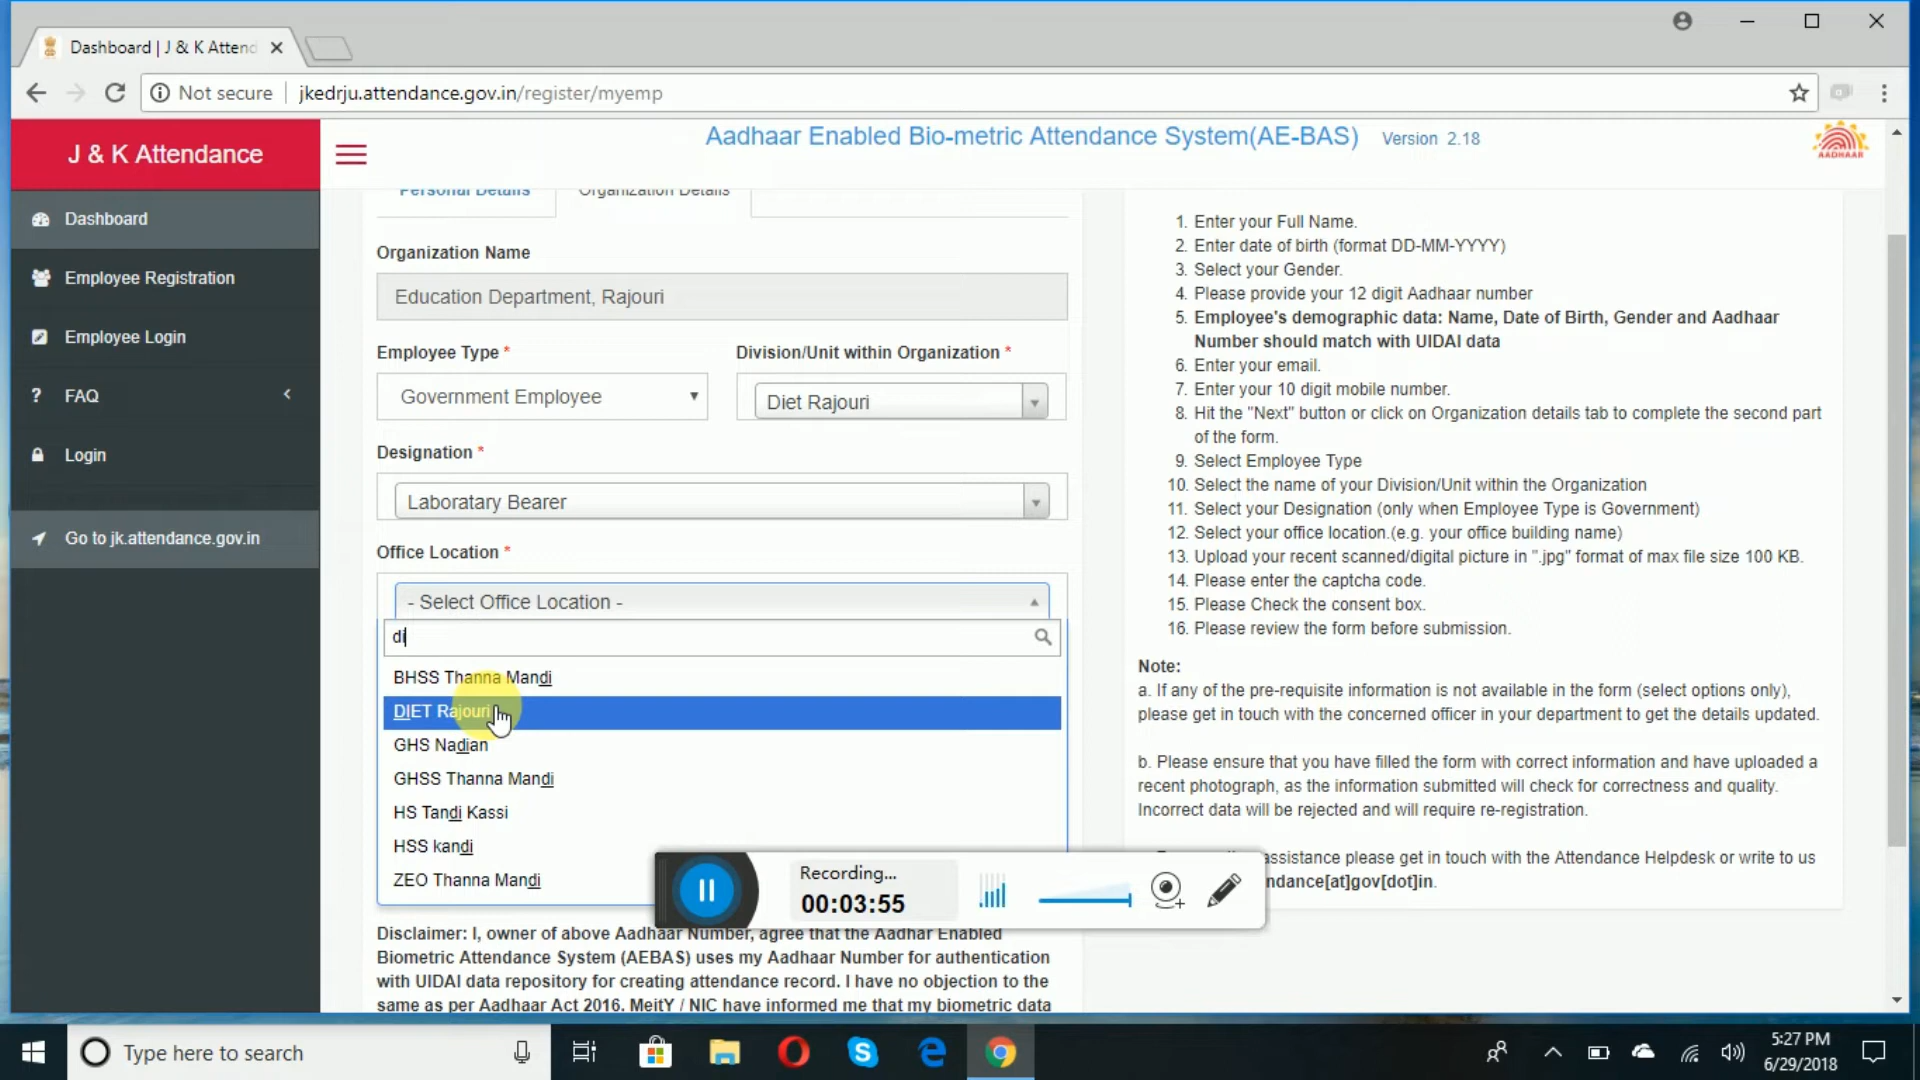 Dashboard | J & K Attend
Not secure
jkedrju.attendance.gov.in/register/myemp
J & K Attendance
Aadhaar Enabled Bio-metric Attendance System(AE-BAS)
Version 2.18
AADHAAR
Dashboard
Employee Registration
Employee Login
? FAQ
Login
Go to jk.attendance.gov.in
Personal Details
Organization Details
Organization Name
Education Department, Rajouri
Employee Type *
Division/Unit within Organization *
Government Employee
Diet Rajouri
Designation *
Laboratary Bearer
Office Location *
- Select Office Location -
di
BHSS Thanna Mandi
DIET Rajouri
GHS Nadian
GHSS Thanna Mandi
HS Tandi Kassi
HSS kandi
ZEO Thanna Mandi
Disclaimer: I, owner of above Aadhaar Number, agree that the Aadhar Enabled
Biometric Attendance System (AEBAS) uses my Aadhaar Number for authentication
with UIDAI data repository for creating attendance record. I have no objection to the
same as per Aadhaar Act 2016. MeitY / NIC have informed me that my biometric data
1. Enter your Full Name.
2. Enter date of birth (format DD-MM-YYYY)
3. Select your Gender.
4. Please provide your 12 digit Aadhaar number
5. Employee's demographic data: Name, Date of Birth, Gender and Aadhaar
Number should match with UIDAI data
6. Enter your email.
7. Enter your 10 digit mobile number.
8. Hit the "Next" button or click on Organization details tab to complete the second part
of the form.
9. Select Employee Type
10. Select the name of your Division/Unit within the Organization
11. Select your Designation (only when Employee Type is Government)
12. Select your office location.(e.g. your office building name)
13. Upload your recent scanned/digital picture in ".jpg" format of max file size 100 KB.
14. Please enter the captcha code.
15. Please Check the consent box.
16. Please review the form before submission.
Note:
a. If any of the pre-requisite information is not available in the form (select options only),
please get in touch with the concerned officer in your department to get the details updated.
b. Please ensure that you have filled the form with correct information and have uploaded a
recent photograph, as the information submitted will check for correctness and quality.
Incorrect data will be rejected and will require re-registration.
assistance please get in touch with the Attendance Helpdesk or write to us
ndance[at]gov[dot]in.
Recording...
00:03:55
Type here to search
5:27 PM
6/29/2018